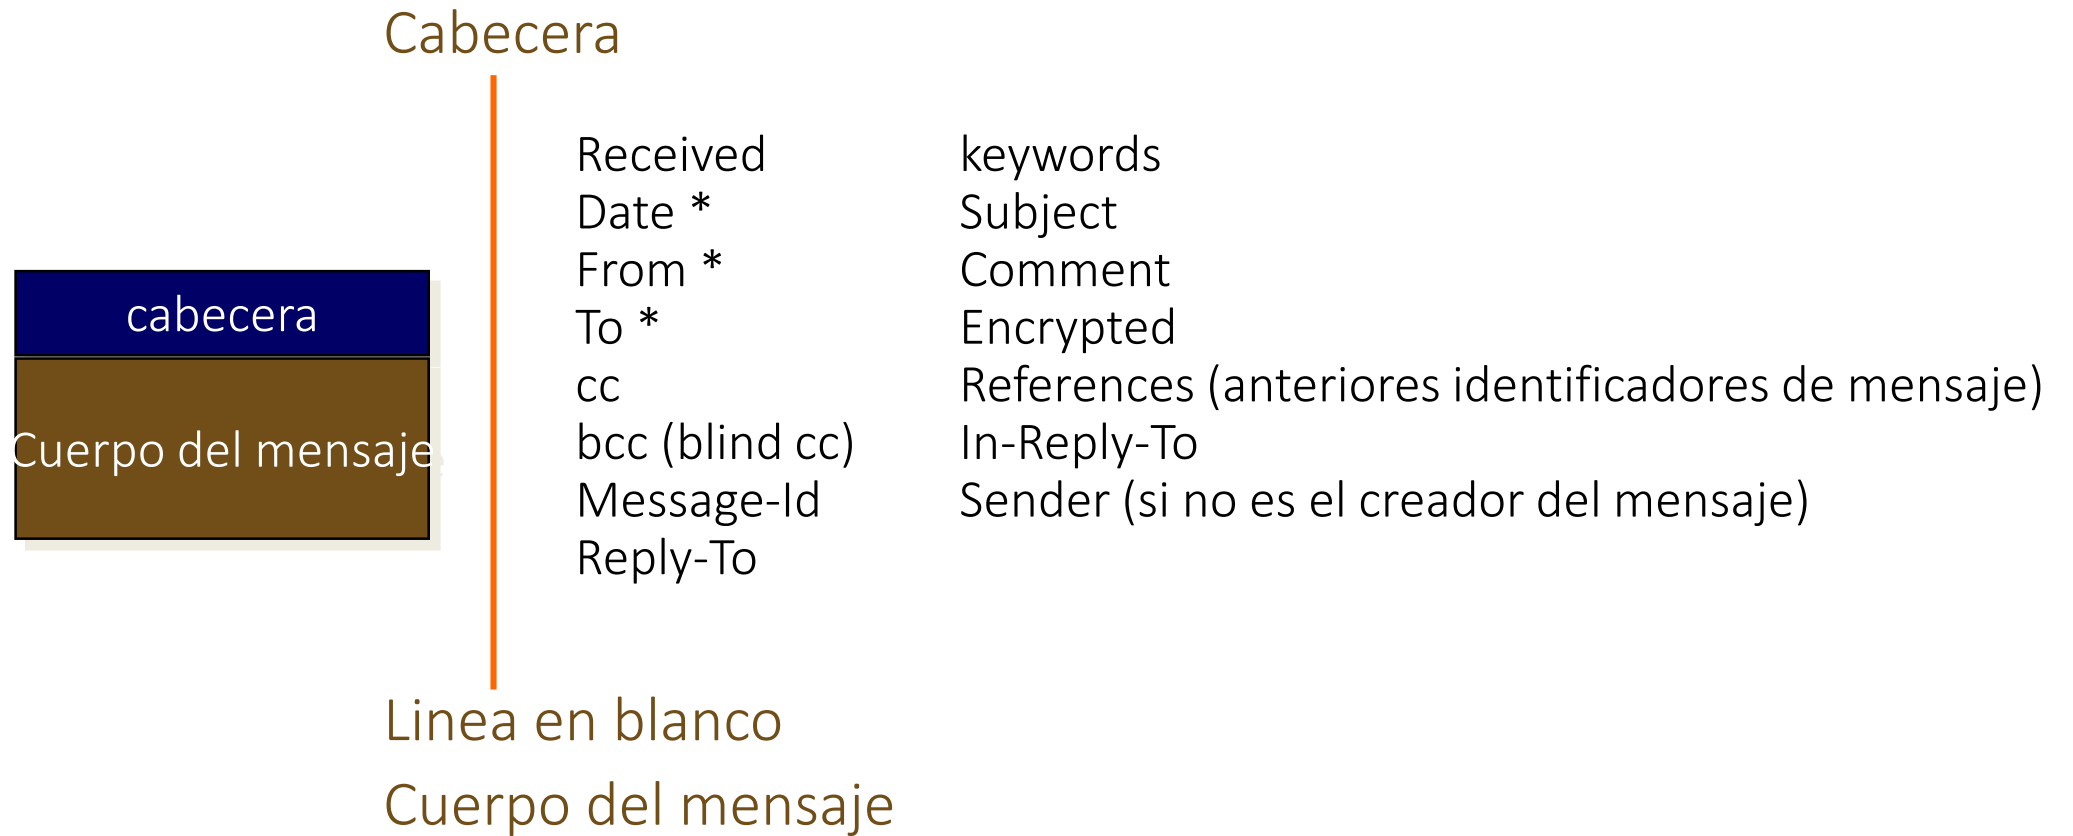 Cabecera
cabecera
Cuerpo del mensaje
Received
Date *
From *
To *
cc
bcc (blind cc)
Message-Id
Reply-To
keywords
Subject
Comment
Encrypted
References (anteriores identificadores de mensaje)
In-Reply-To
Sender (si no es el creador del mensaje)
Linea en blanco
Cuerpo del mensaje